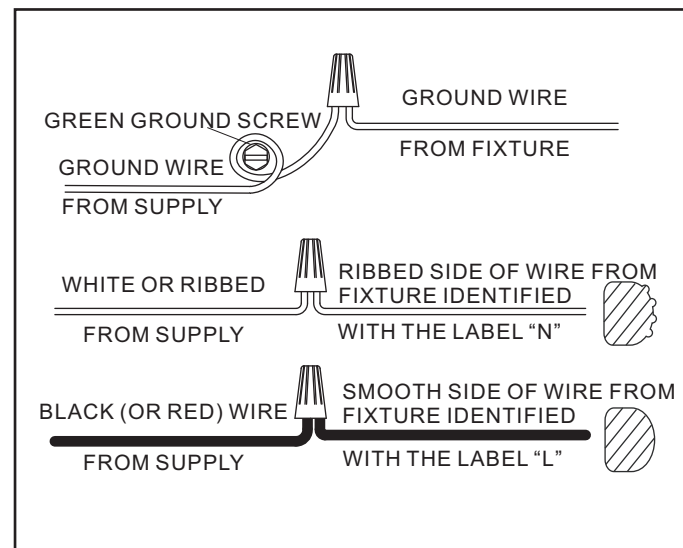 GROUND WIRE
GREEN GROUND SCREW
FROM FIXTURE
GROUND WIRE
FROM SUPPLY
WHITE OR RIBBED
RIBBED SIDE OF WIRE FROM
FIXTURE IDENTIFIED
FROM SUPPLY
WITH THE LABEL “N”
BLACK (OR RED) WIRE
SMOOTH SIDE OF WIRE FROM
FIXTURE IDENTIFIED
FROM SUPPLY
WITH THE LABEL “L”